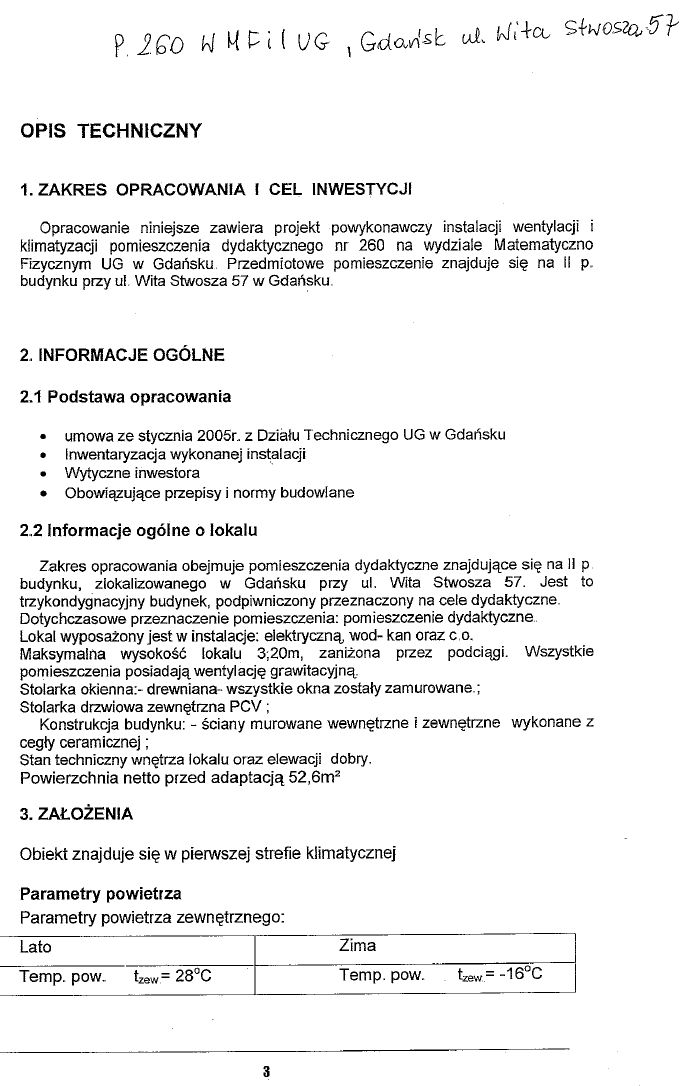 P. 260 W M F i I UG, Gdańsk ul. Wita Stwosza 57
OPIS TECHNICZNY
1. ZAKRES OPRACOWANIA I CEL INWESTYCJI
Opracowanie niniejsze zawiera projekt powykonawczy instalacji wentylacji i
klimatyzacji pomieszczenia dydaktycznego nr 260 na wydziale Matematyczno
Fizycznym UG w Gdańsku. Przedmiotowe pomieszczenie znajduje się na II p.
budynku przy ul. Wita Stwosza 57 w Gdańsku.
2. INFORMACJE OGÓLNE
2.1 Podstawa opracowania
• umowa ze stycznia 2005r. z Działu Technicznego UG w Gdańsku
• Inwentaryzacja wykonanej instalacji
• Wytyczne inwestora
• Obowiązujące przepisy i normy budowlane
2.2 Informacje ogólne o lokalu
Zakres opracowania obejmuje pomieszczenia dydaktyczne znajdujące się na II p.
budynku, zlokalizowanego w Gdańsku przy ul. Wita Stwosza 57. Jest to
trzykondygnacyjny budynek, podpiwniczony przeznaczony na cele dydaktyczne.
Dotychczasowe przeznaczenie pomieszczenia: pomieszczenie dydaktyczne.
Lokal wyposażony jest w instalacje: elektryczną, wod- kan oraz c.o.
Maksymalna wysokość lokalu 3;20m, zaniżona przez podciągi. Wszystkie
pomieszczenia posiadają wentylację grawitacyjną.
Stolarka okienna:- drewniana- wszystkie okna zostały zamurowane.;
Stolarka drzwiowa zewnętrzna PCV ;
Konstrukcja budynku: - ściany murowane wewnętrzne i zewnętrzne wykonane z
cegły ceramicznej ;
Stan techniczny wnętrza lokalu oraz elewacji dobry.
Powierzchnia netto przed adaptacją 52,6m²
3. ZAŁOŻENIA
Obiekt znajduje się w pierwszej strefie klimatycznej
Parametry powietrza
Parametry powietrza zewnętrznego:
Lato Zima
Temp. pow. tzew.= 28°C Temp. pow. tzew.= -16°C
3